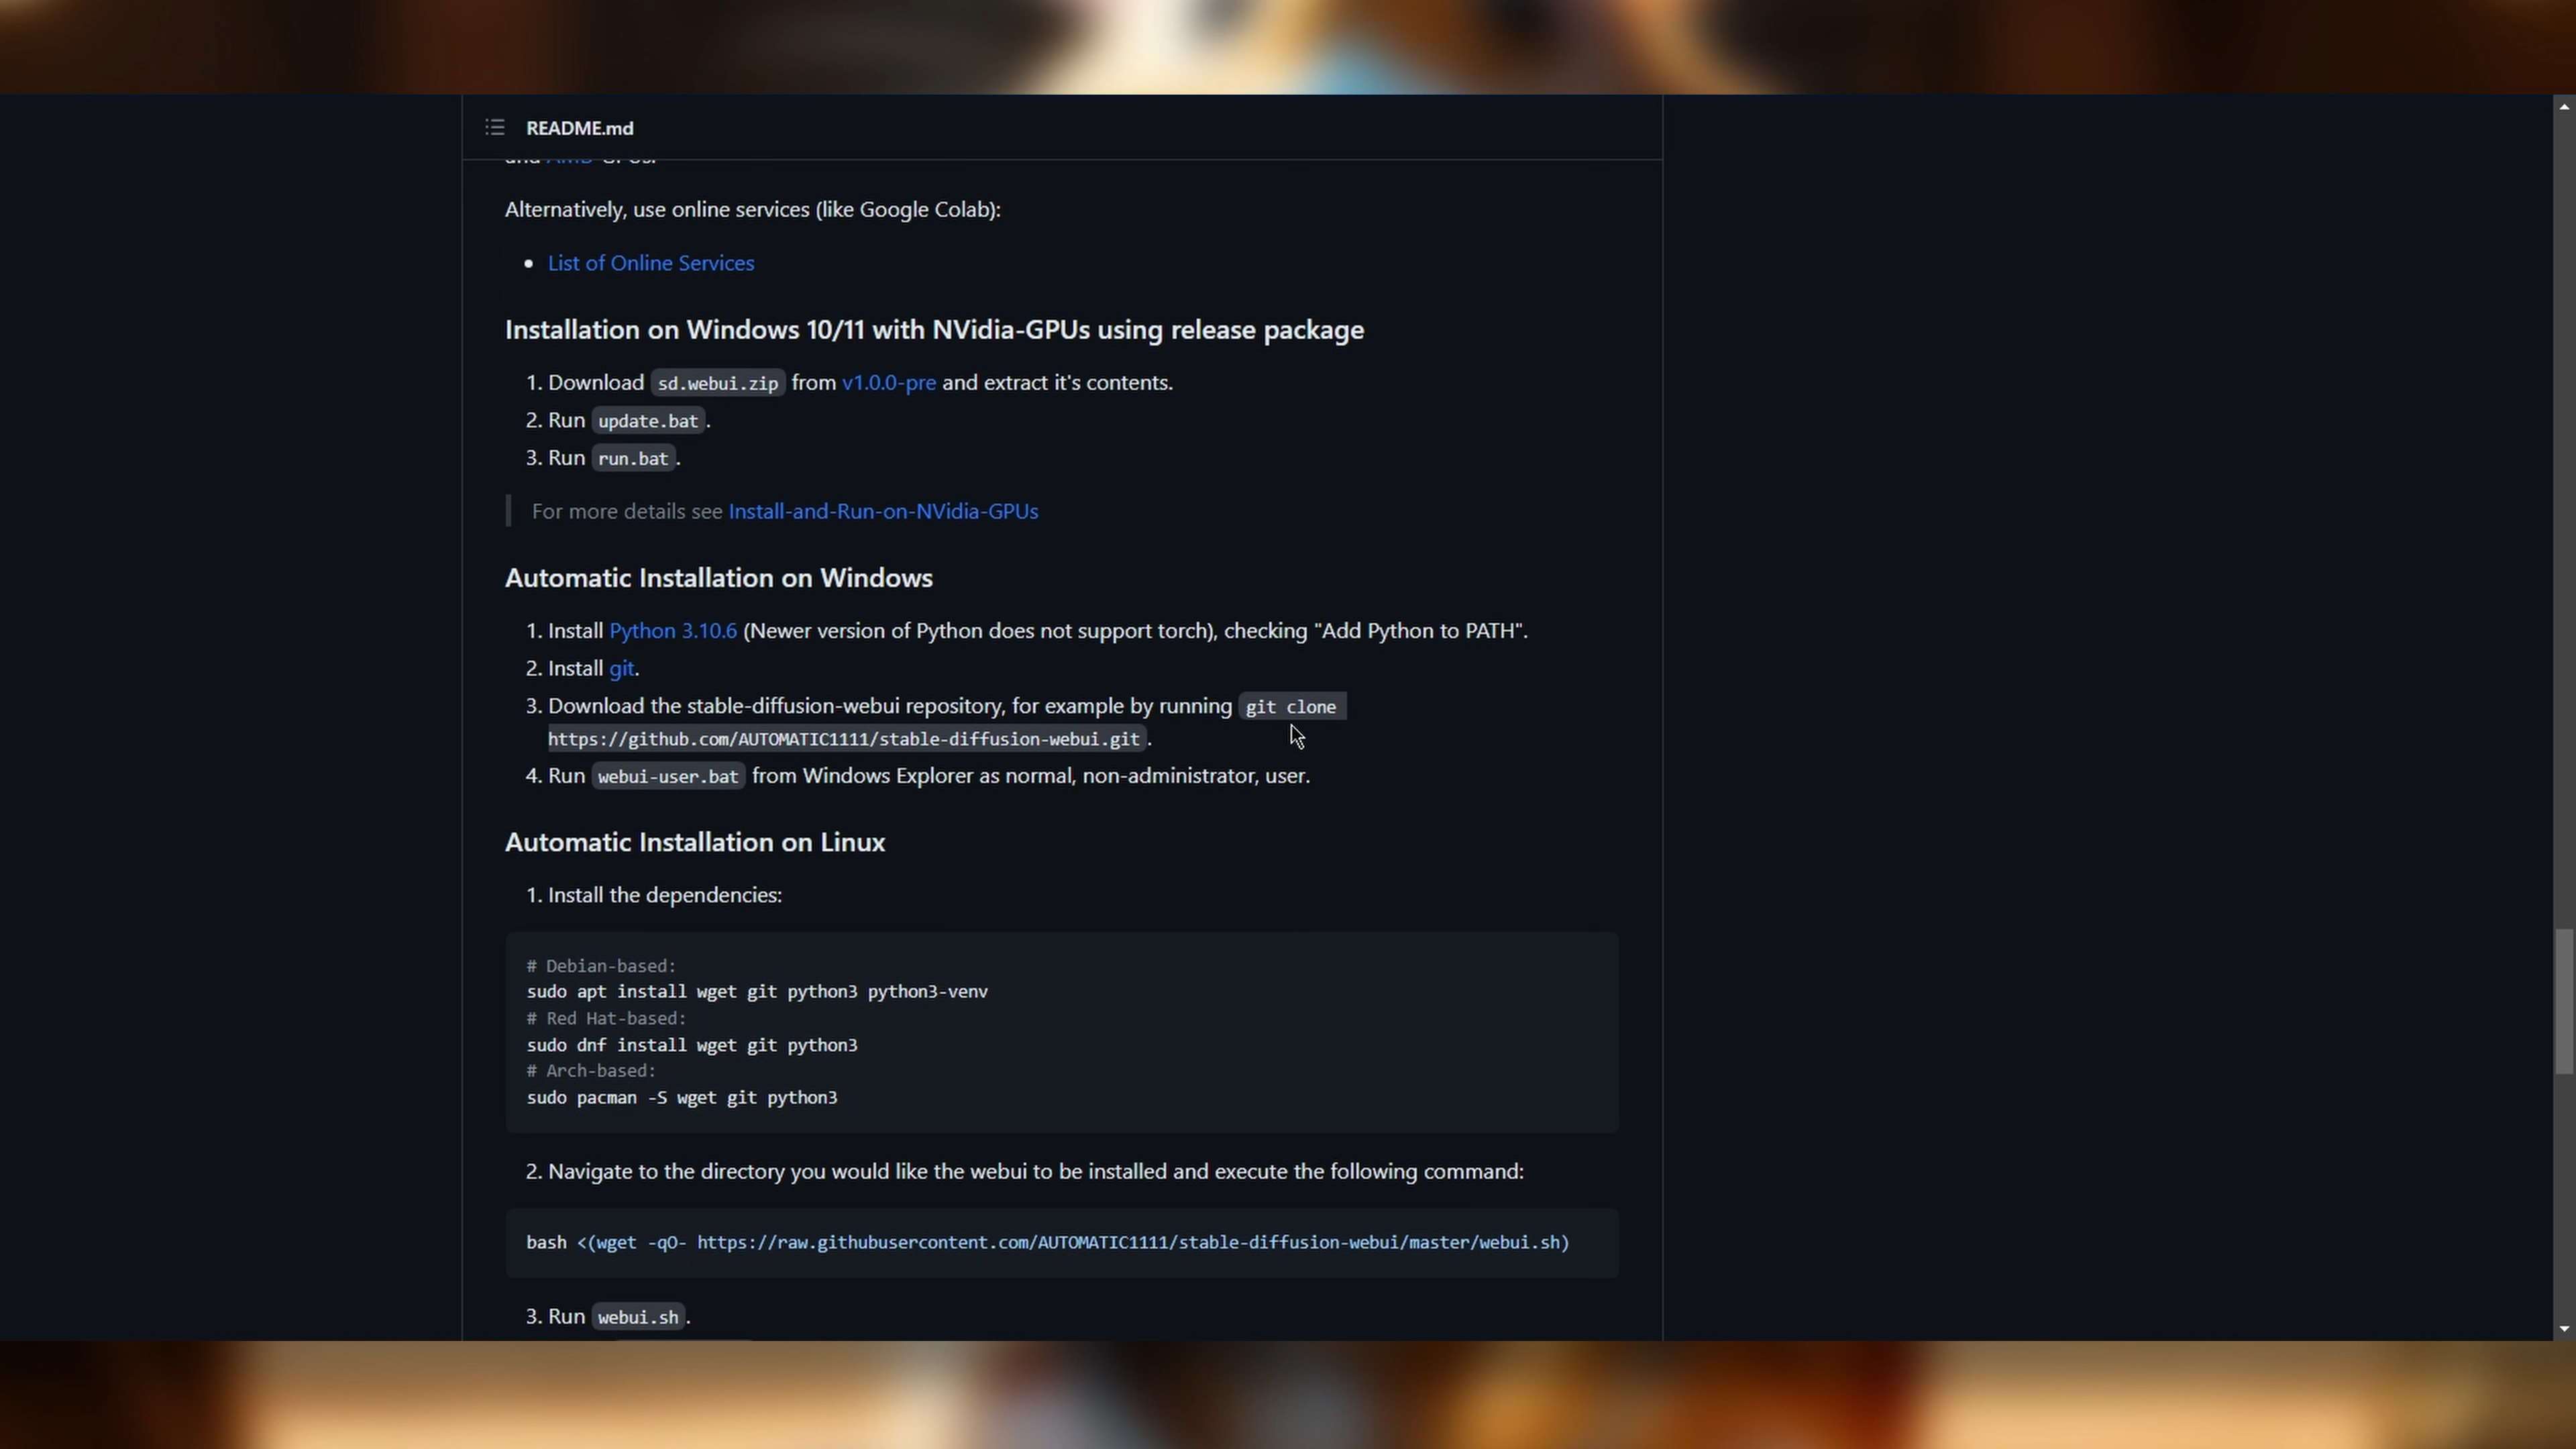 README.md
Alternatively, use online services (like Google Colab):
List of Online Services
Installation on Windows 10/11 with NVidia-GPUs using release package
1. Download sd.webui.zip from v1.0.0-pre and extract it's contents.
2. Run update.bat.
3. Run run.bat.
For more details see Install-and-Run-on-NVidia-GPUs
Automatic Installation on Windows
1. Install Python 3.10.6 (Newer version of Python does not support torch), checking "Add Python to PATH".
2. Install git.
3. Download the stable-diffusion-webui repository, for example by running git clone
https://github.com/AUTOMATIC1111/stable-diffusion-webui.git.
4. Run webui-user.bat from Windows Explorer as normal, non-administrator, user.
Automatic Installation on Linux
1. Install the dependencies:
# Debian-based:
sudo apt install wget git python3 python3-venv
# Red Hat-based:
sudo dnf install wget git python3
# Arch-based:
sudo pacman -S wget git python3
2. Navigate to the directory you would like the webui to be installed and execute the following command:
bash <(wget -qO- https://raw.githubusercontent.com/AUTOMATIC1111/stable-diffusion-webui/master/webui.sh)
3. Run webui.sh.